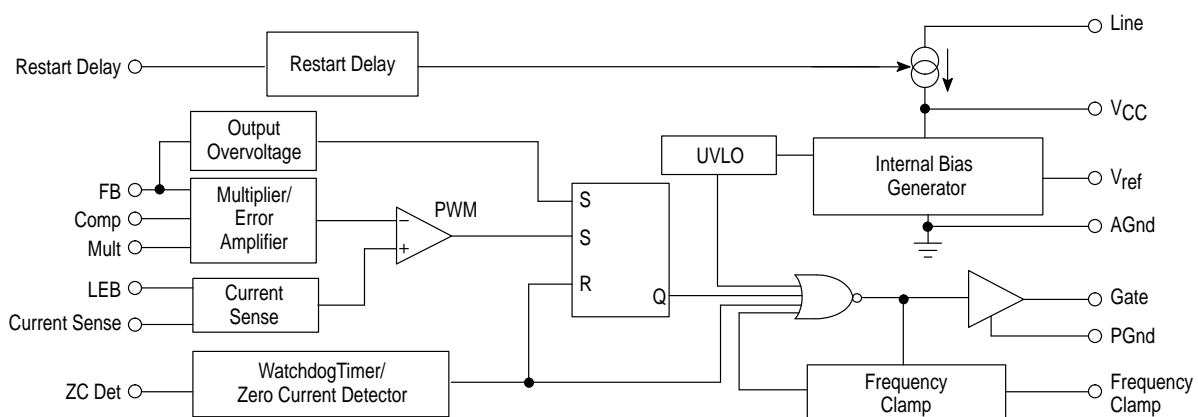 Line
Restart Delay
Restart Delay
VCC
Output
Overvoltage
UVLO
Internal Bias
Generator
Vref
FB
Multiplier/
Error
Amplifier
PWM
−
+
S
Comp
S
AGnd
Mult
LEB
Current
Sense
R
Q
Gate
Current Sense
PGnd
ZC Det
WatchdogTimer/
Zero Current Detector
Frequency
Clamp
Frequency
Clamp